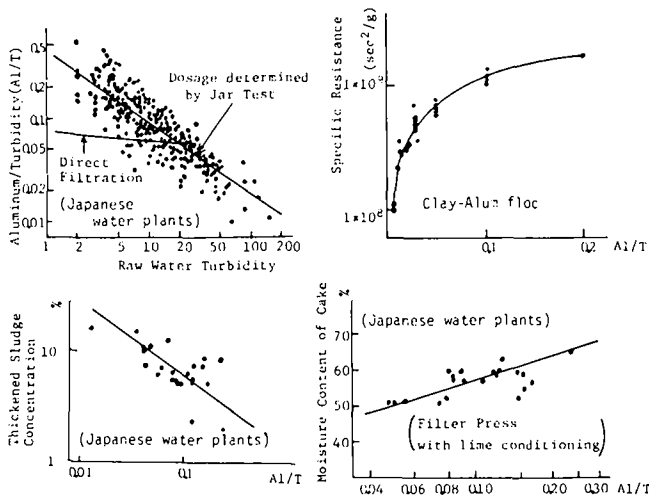 Aluminum/Turbidity(Al/T)
0.5
0.2
0.1
0.05
0.02
0.01
Dosage determined
by Jar Test
Direct
Filtration
(Japanese
water plants)
1 2 5 10 20 50 100 200
Raw Water Turbidity
Specific Resistance
(sec²/g)
1×10⁹
1×10⁸
Clay-Alum floc
0.1 0.2 Al/T
Thickened Sludge
Concentration
%
10
1
(Japanese water plants)
0.01 0.1 Al/T
Moisture Content of Cake
%
70
60
50
40
(Japanese water plants)
(Filter Press
with lime conditioning)
0.04 0.06 0.08 0.10 0.20 0.30 Al/T